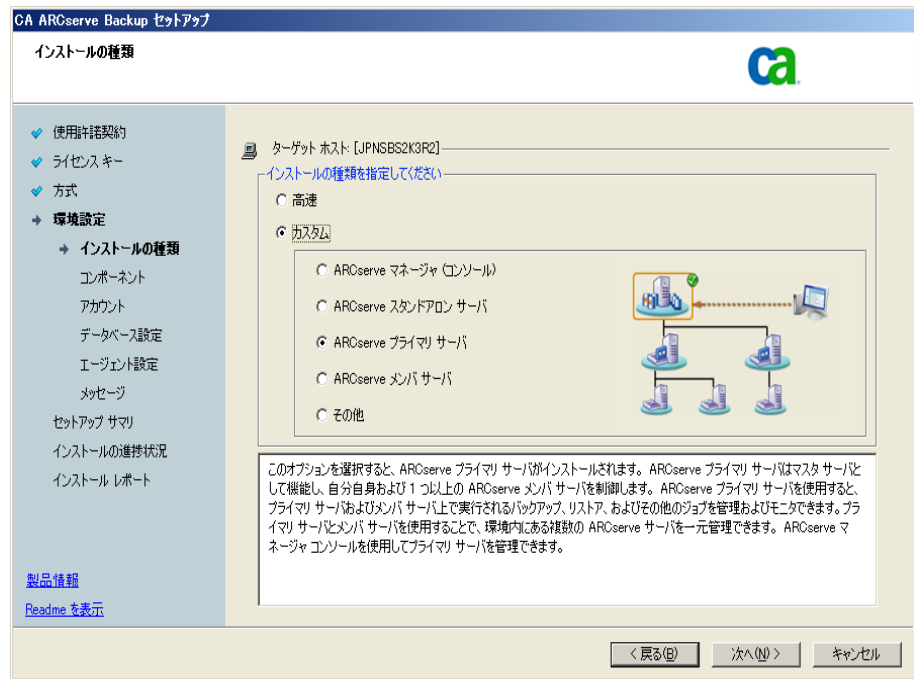 CA ARCserve Backup セットアップ
インストールの種類
ca
使用許諾契約
ライセンス キー
方式
環境設定
インストールの種類
コンポーネント
アカウント
データベース設定
エージェント設定
メッセージ
セットアップ サマリ
インストールの進捗状況
インストール レポート
製品情報
Readme を表示
ターゲット ホスト: [JPNSBS2K3R2]
インストールの種類を指定してください
高速
カスタム
ARCserve マネージャ (コンソール)
ARCserve スタンドアロン サーバ
ARCserve プライマリ サーバ
ARCserve メンバ サーバ
その他
このオプションを選択すると、ARCserve プライマリ サーバがインストールされます。 ARCserve プライマリ サーバはマスタ サーバと
して機能し、自分自身および 1 つ以上の ARCserve メンバ サーバを制御します。 ARCserve プライマリ サーバを使用すると、
プライマリ サーバおよびメンバ サーバ上で実行されるバックアップ、リストア、およびその他のジョブを管理およびモニタできます。プラ
イマリ サーバとメンバ サーバを使用することで、環境内にある複数の ARCserve サーバを一元管理できます。 ARCserve マ
ネージャ コンソールを使用してプライマリ サーバを管理できます。
< 戻る(B)
次へ(N) >
キャンセル